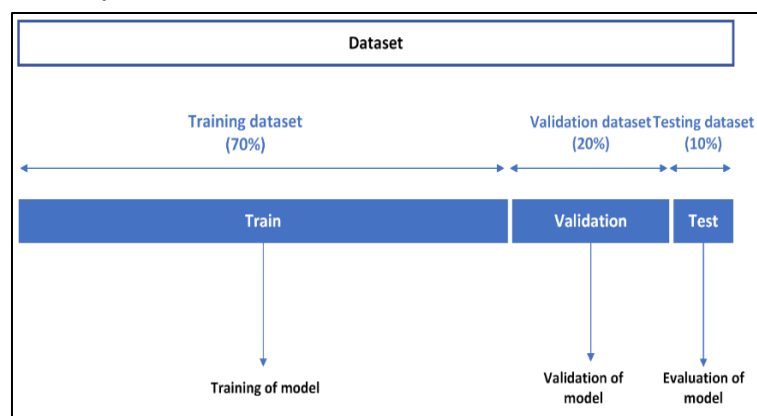 Dataset
Training dataset
(70%)
Validation dataset
(20%)
Testing dataset
(10%)
Train
Validation
Test
Training of model
Validation of
model
Evaluation of
model